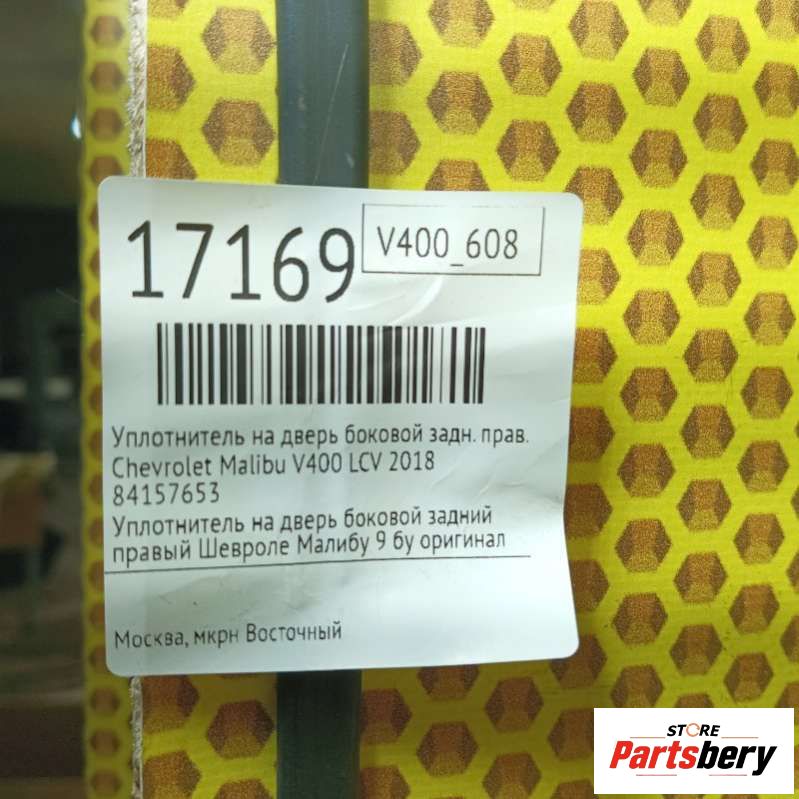 17169
V400_608
Уплотнитель на дверь боковой задн. прав.
Chevrolet Malibu V400 LCV 2018
84157653
Уплотнитель на дверь боковой задний
правый Шевроле Малибу 9 бу оригинал
Москва, мкрн Восточный
STORE
Partsbery